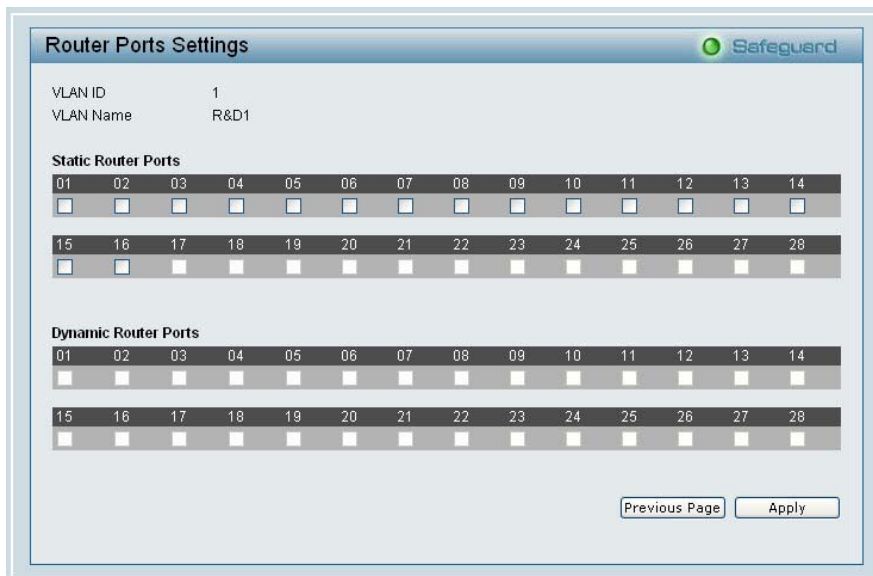 Router Ports Settings
Safeguard
VLAN ID 1
VLAN Name R&D1
Static Router Ports
01 02 03 04 05 06 07 08 09 10 11 12 13 14
15 16 17 18 19 20 21 22 23 24 25 26 27 28
Dynamic Router Ports
01 02 03 04 05 06 07 08 09 10 11 12 13 14
15 16 17 18 19 20 21 22 23 24 25 26 27 28
Previous Page Apply